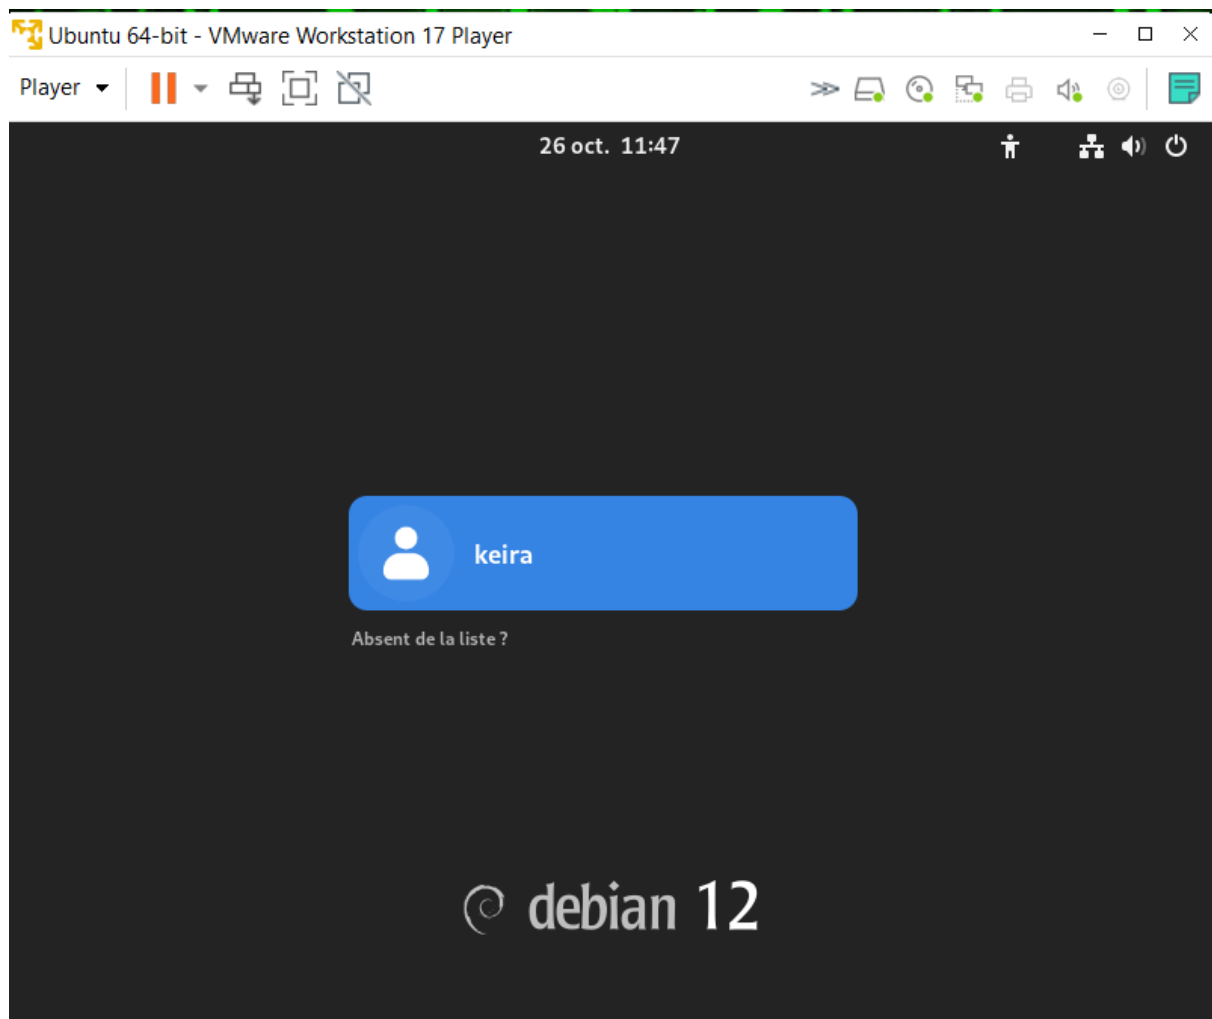 Ubuntu 64-bit - VMware Workstation 17 Player
Player
26 oct. 11:47
keira
Absent de la liste ?
debian 12